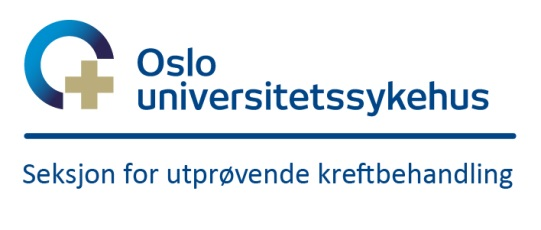 Oslo
universitetssykehus
Seksjon for utprøvende kreftbehandling